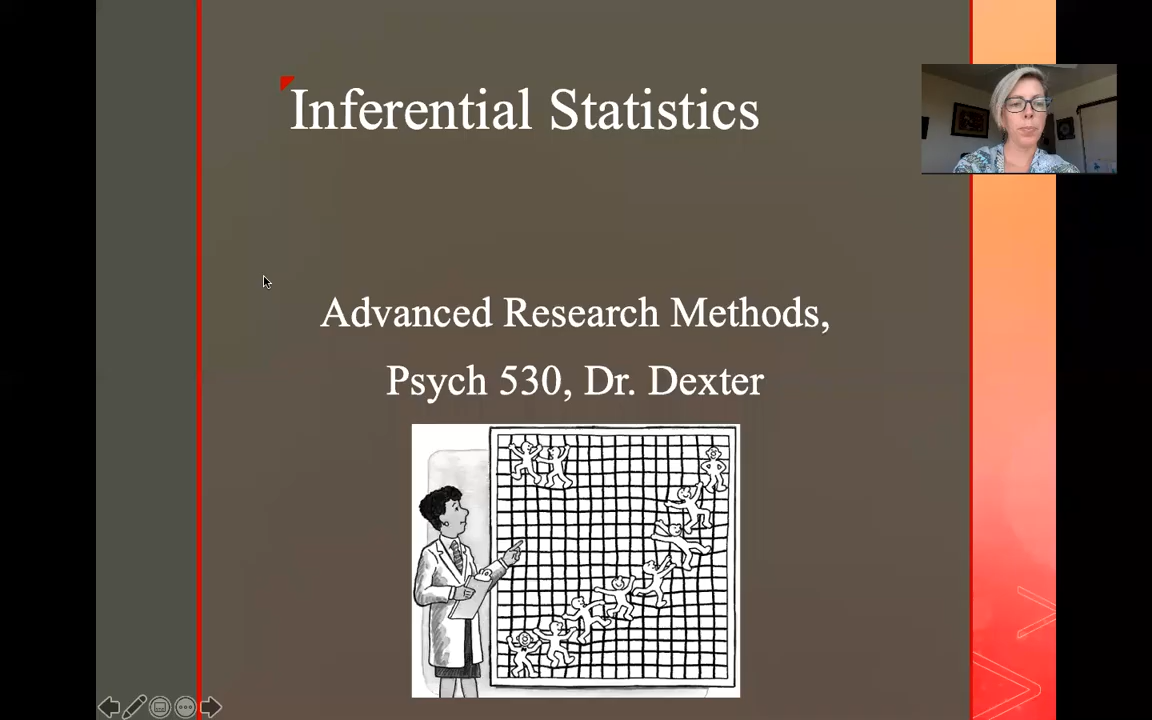 Inferential Statistics
Advanced Research Methods,
Psych 530, Dr. Dexter